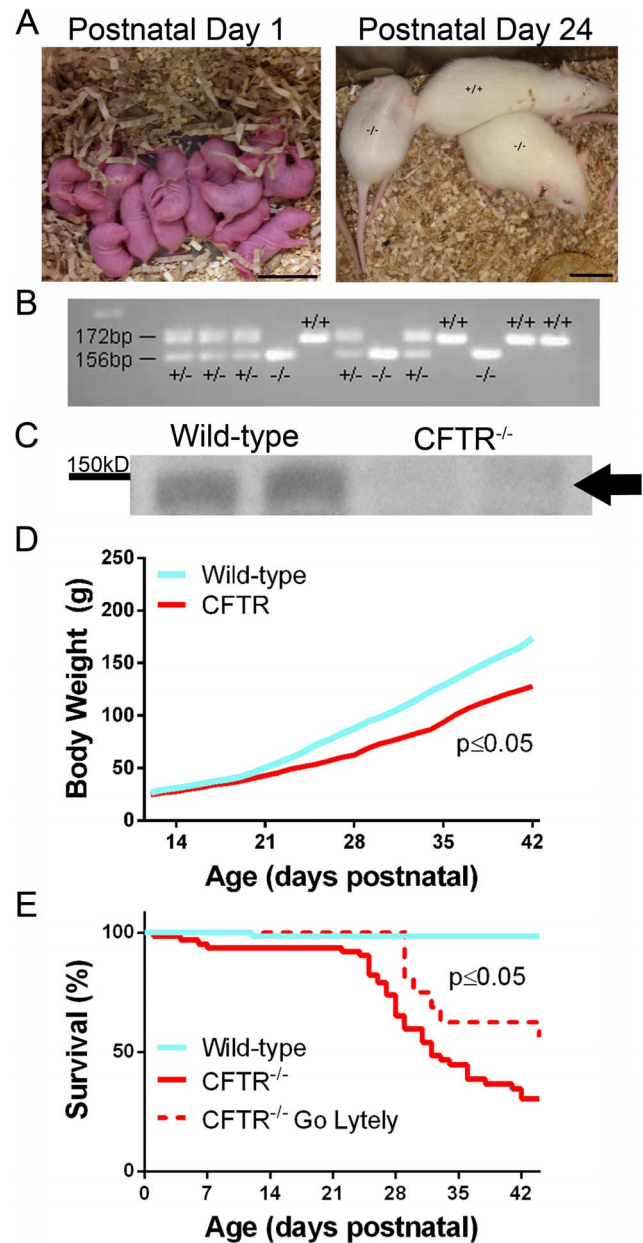 A
Postnatal Day 1 Postnatal Day 24
+/+
-/-
-/-
B
+/+ +/+ +/+ +/+
172bp
156bp
+/- +/- +/- -/- +/- -/- +/- -/-
C
Wild-type CFTR-/-
150kD
D
250
200
150
100
50
0
Body Weight (g)
Wild-type
CFTR
p≤0.05
14 21 28 35 42
Age (days postnatal)
E
100
50
0
Survival (%)
p≤0.05
Wild-type
CFTR-/-
CFTR-/- Go Lytely
0 7 14 21 28 35 42
Age (days postnatal)